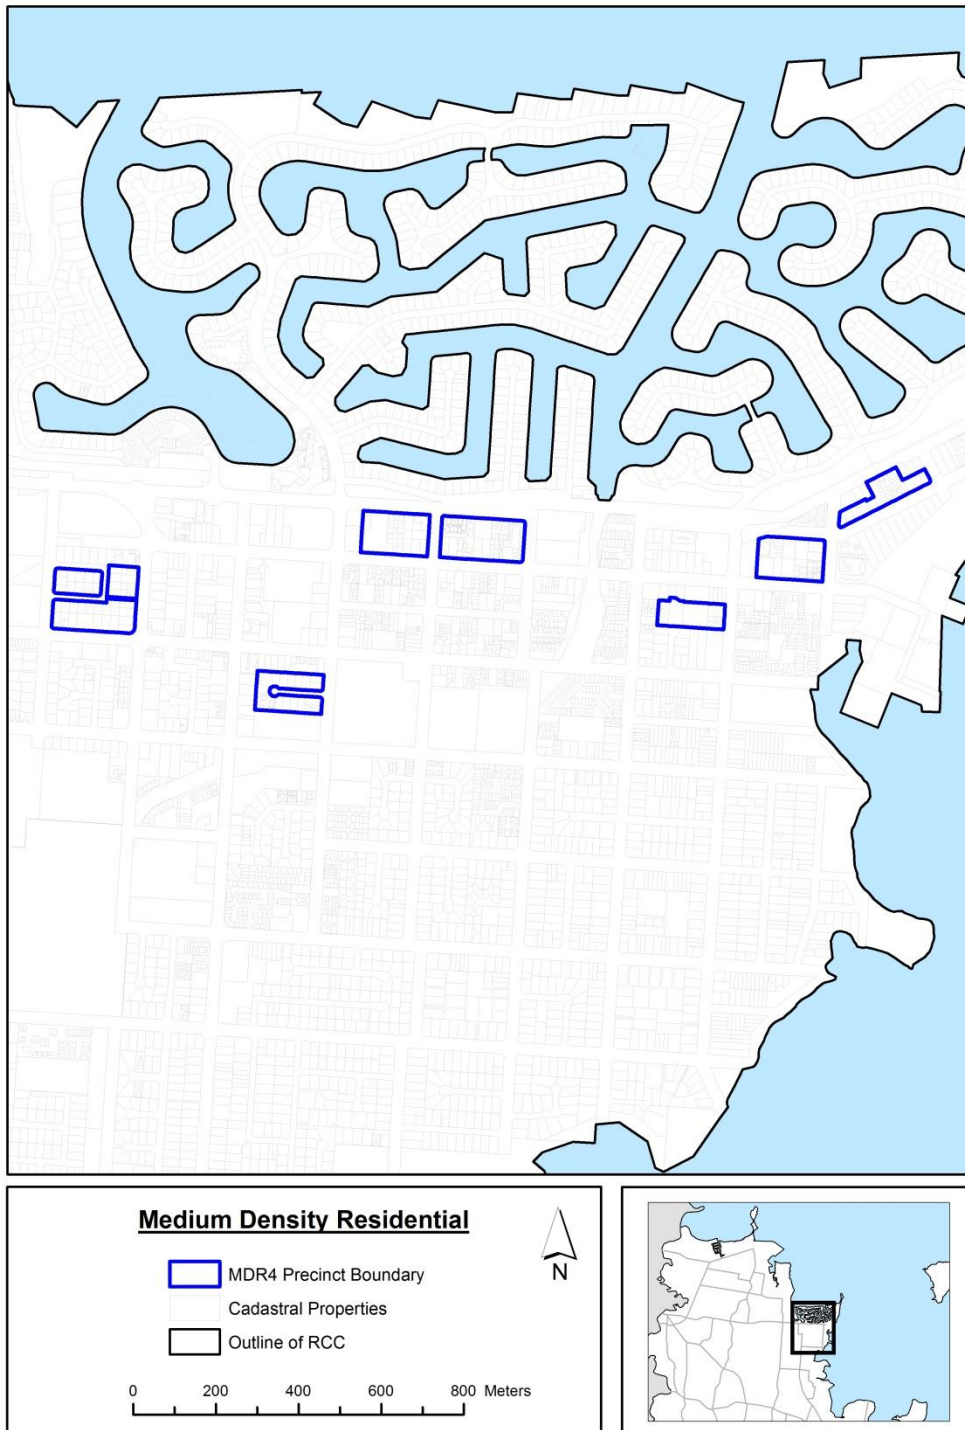 Medium Density Residential
MDR4 Precinct Boundary
Cadastral Properties
Outline of RCC
N
0 200 400 600 800 Meters